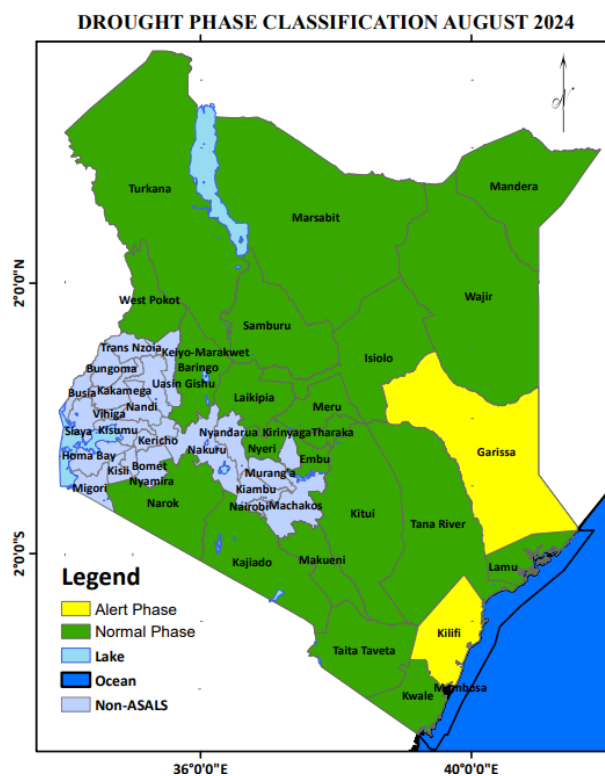 DROUGHT PHASE CLASSIFICATION AUGUST 2024
N
Mandera
Turkana
Marsabit
2°0'0"N
Wajir
West Pokot
Samburu
Trans Nzoia
Keiyo-Marakwet
Isiolo
Bungoma
Baringo
Uasin Gishu
Busia
Kakamega
Laikipia
Nandi
Meru
Vihiga
Siaya
Kisumu
Nyandarua
Kirinyaga
Tharaka
Kericho
Nakuru
Nyeri
Garissa
Homa Bay
Embu
Kisii
Bomet
Murang'a
Nyamira
Kiambu
Migori
Narok
Nairobi
Machakos
Kitui
Tana River
2°0'0"S
Kajiado
Makueni
Lamu
Legend
Alert Phase
Normal Phase
Lake
Ocean
Non-ASALS
Kilifi
Taita Taveta
Mombasa
Kwale
36°0'0"E
40°0'0"E